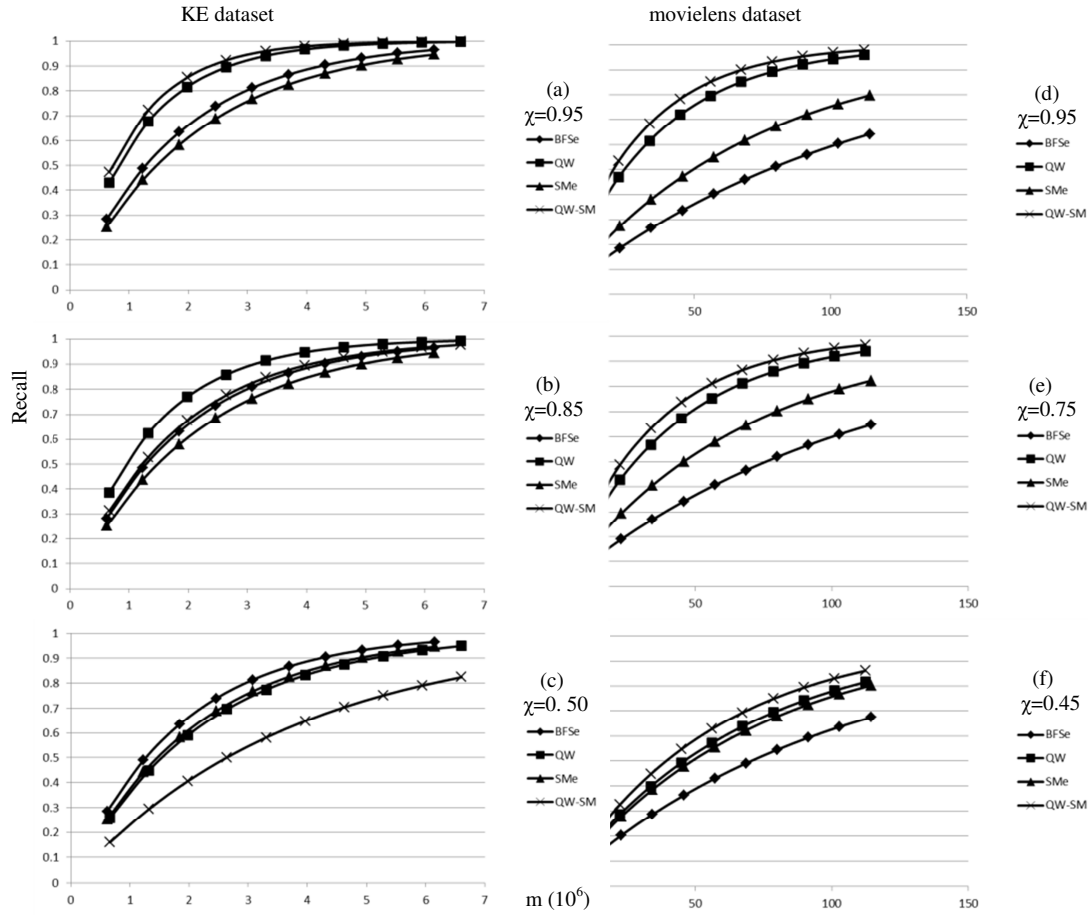 KE dataset
movielens dataset
Recall
1
0.9
0.8
0.7
0.6
0.5
0.4
0.3
0.2
0.1
0
0 1 2 3 4 5 6 7
(a)
χ=0.95
BFSe
QW
SMe
QW-SM
50 100 150
(d)
χ=0.95
BFSe
QW
SMe
QW-SM
1
0.9
0.8
0.7
0.6
0.5
0.4
0.3
0.2
0.1
0
0 1 2 3 4 5 6 7
(b)
χ=0.85
BFSe
QW
SMe
QW-SM
50 100 150
(e)
χ=0.75
BFSe
QW
SMe
QW-SM
1
0.9
0.8
0.7
0.6
0.5
0.4
0.3
0.2
0.1
0
0 1 2 3 4 5 6 7
(c)
χ=0. 50
BFSe
QW
SMe
QW-SM
m (10⁶)
50 100 150
(f)
χ=0.45
BFSe
QW
SMe
QW-SM